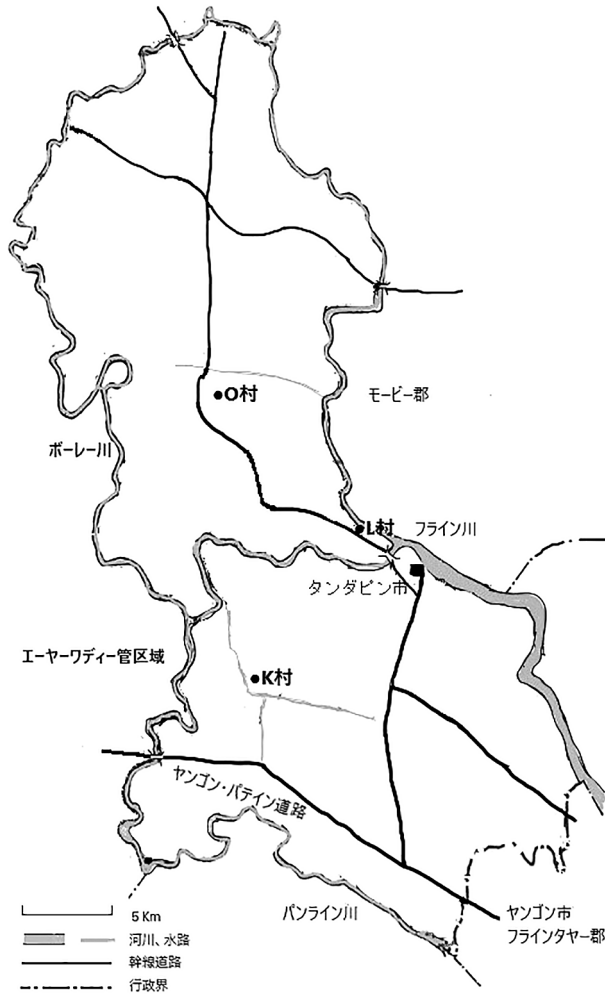 ●O村
モービー郡
ボーレー川
●L村
フライン川
タンダビン市
エーヤワディー管区域
●K村
ヤンゴン・パテイン道路
パンライン川
ヤンゴン市
フラインタヤー郡
5 Km
河川、水路
幹線道路
行政界